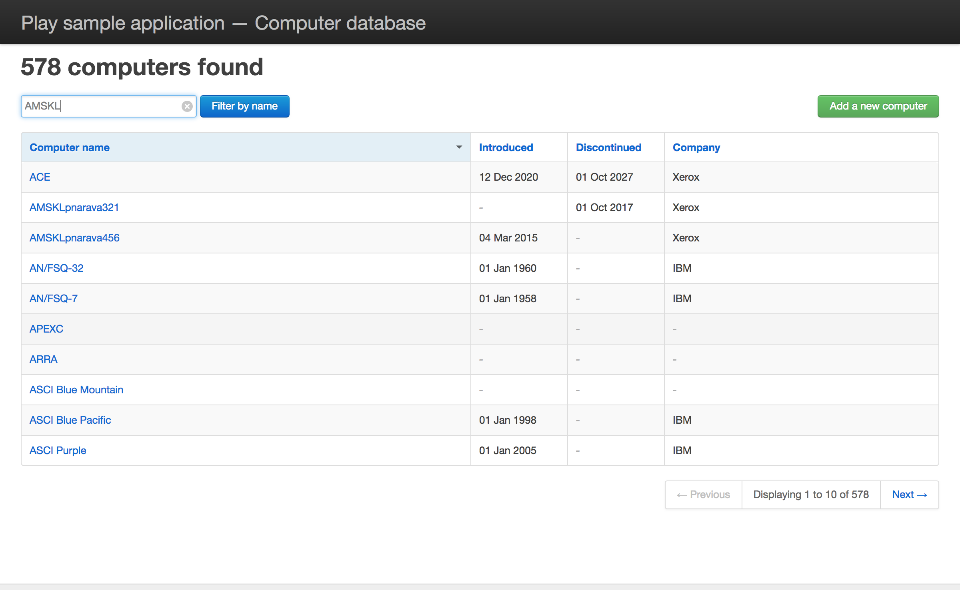 Play sample application — Computer database
578 computers found
AMSKL
Filter by name
Add a new computer
Computer name Introduced Discontinued Company
ACE 12 Dec 2020 01 Oct 2027 Xerox
AMSKLpnarava321 - 01 Oct 2017 Xerox
AMSKLpnarava456 04 Mar 2015 - Xerox
AN/FSQ-32 01 Jan 1960 - IBM
AN/FSQ-7 01 Jan 1958 - IBM
APEXC - - -
ARRA - - -
ASCI Blue Mountain - - -
ASCI Blue Pacific 01 Jan 1998 - IBM
ASCI Purple 01 Jan 2005 - IBM
← Previous Displaying 1 to 10 of 578 Next →